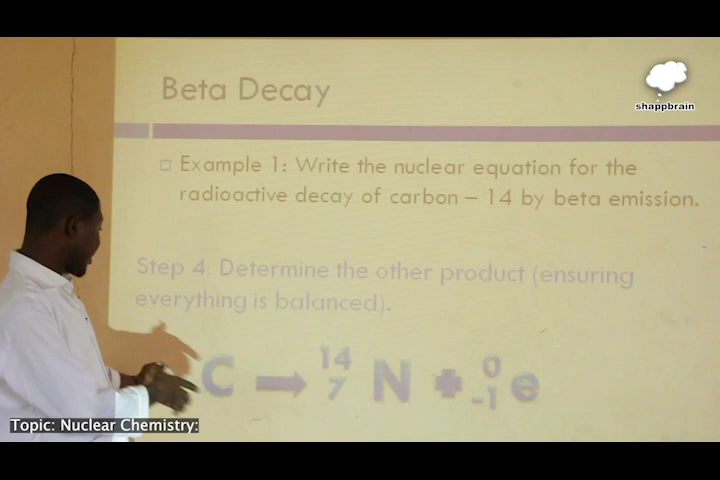 Beta Decay
shappbrain
Example 1: Write the nuclear equation for the
radioactive decay of carbon – 14 by beta emission.
Step 4: Determine the other product (ensuring
everything is balanced).
C → 14 7 N + 0 -1 e
Topic: Nuclear Chemistry: